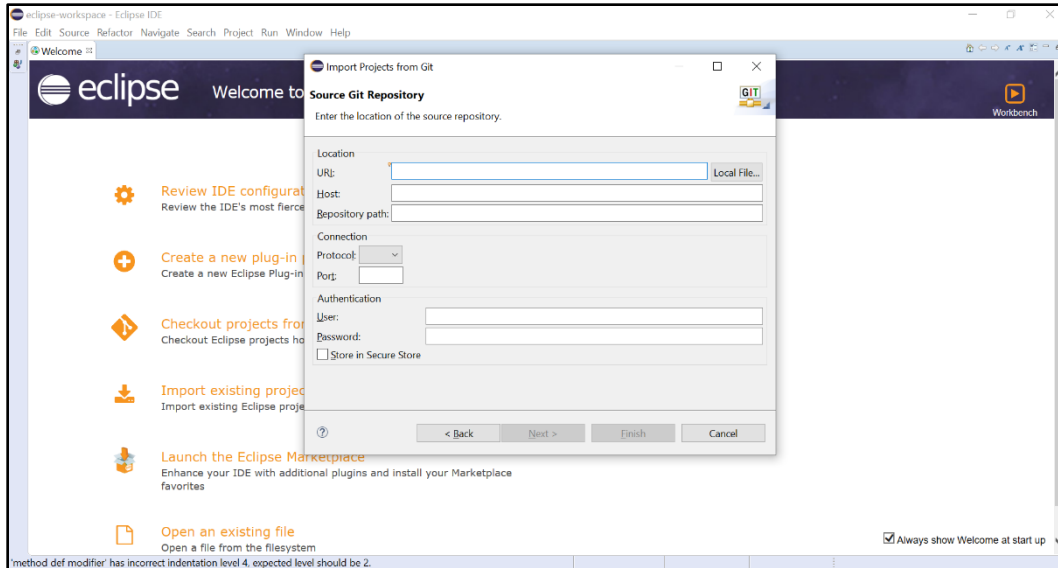 eclipse-workspace - Eclipse IDE
File Edit Source Refactor Navigate Search Project Run Window Help
Welcome
eclipse Welcome to
Workbench
Import Projects from Git
Source Git Repository
GIT
Enter the location of the source repository.
Location
URI:
Local File...
Host:
Repository path:
Connection
Protocol:
Port:
Authentication
User:
Password:
Store in Secure Store
< Back Next > Finish Cancel
Review IDE configurat
Review the IDE's most fierce
Create a new plug-in
Create a new Eclipse Plug-in
Checkout projects fro
Checkout Eclipse projects ho
Import existing projec
Import existing Eclipse proje
Launch the Eclipse Marketplace
Enhance your IDE with additional plugins and install your Marketplace
favorites
Open an existing file
Open a file from the filesystem
Always show Welcome at start up
'method def modifier' has incorrect indentation level 4, expected level should be 2.